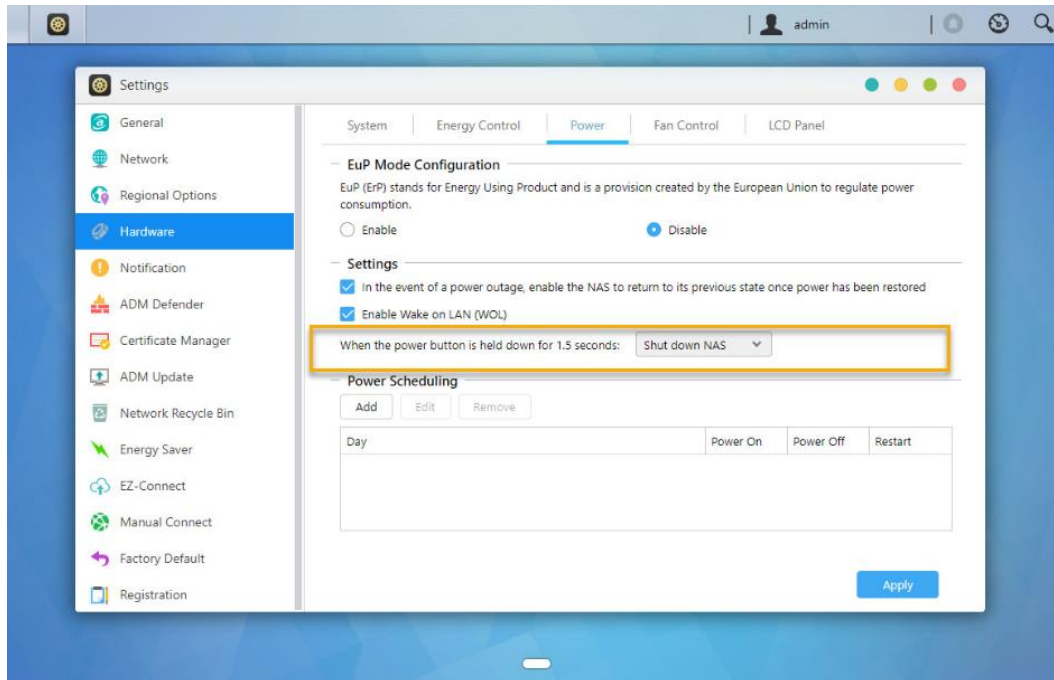 admin
Settings
General
Network
Regional Options
Hardware
Notification
ADM Defender
Certificate Manager
ADM Update
Network Recycle Bin
Energy Saver
EZ-Connect
Manual Connect
Factory Default
Registration
System Energy Control Power Fan Control LCD Panel
EuP Mode Configuration
EuP (ErP) stands for Energy Using Product and is a provision created by the European Union to regulate power
consumption.
Enable Disable
Settings
In the event of a power outage, enable the NAS to return to its previous state once power has been restored
Enable Wake on LAN (WOL)
When the power button is held down for 1.5 seconds: Shut down NAS
Power Scheduling
Add Edit Remove
Day Power On Power Off Restart
Apply